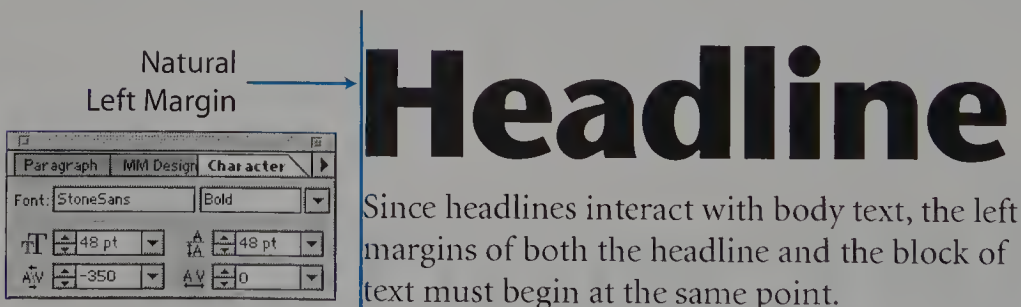 Natural
Left Margin
Headline
Paragraph MM Design Character
Font: StoneSans Bold
48 pt 48 pt
-350 0
Since headlines interact with body text, the left
margins of both the headline and the block of
text must begin at the same point.